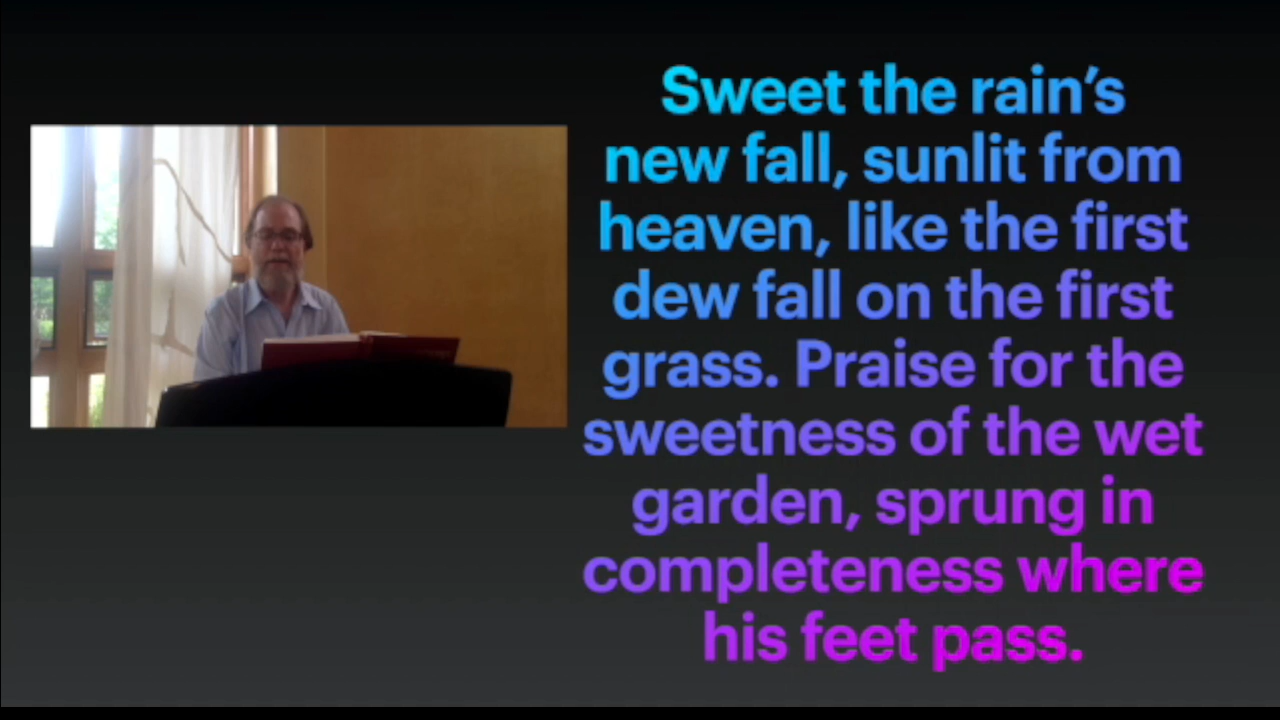 Sweet the rain’s
new fall, sunlit from
heaven, like the first
dew fall on the first
grass. Praise for the
sweetness of the wet
garden, sprung in
completeness where
his feet pass.